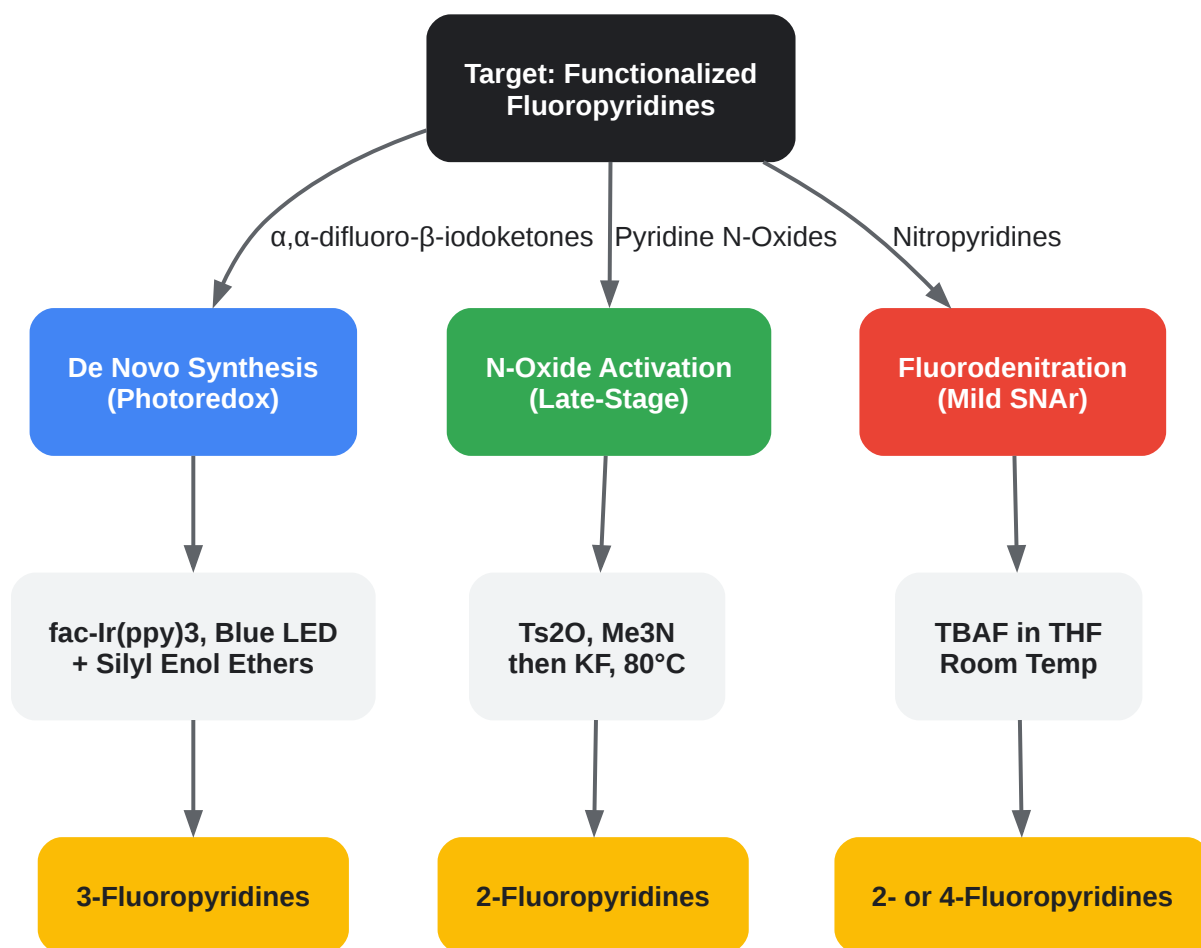 Target: Functionalized
Fluoropyridines
α,α-difluoro-β-iodoketones
Pyridine N-Oxides
Nitropyridines
De Novo Synthesis
(Photoredox)
N-Oxide Activation
(Late-Stage)
Fluorodenitration
(Mild SNAr)
fac-Ir(ppy)3, Blue LED
+ Silyl Enol Ethers
Ts2O, Me3N
then KF, 80°C
TBAF in THF
Room Temp
3-Fluoropyridines
2-Fluoropyridines
2- or 4-Fluoropyridines